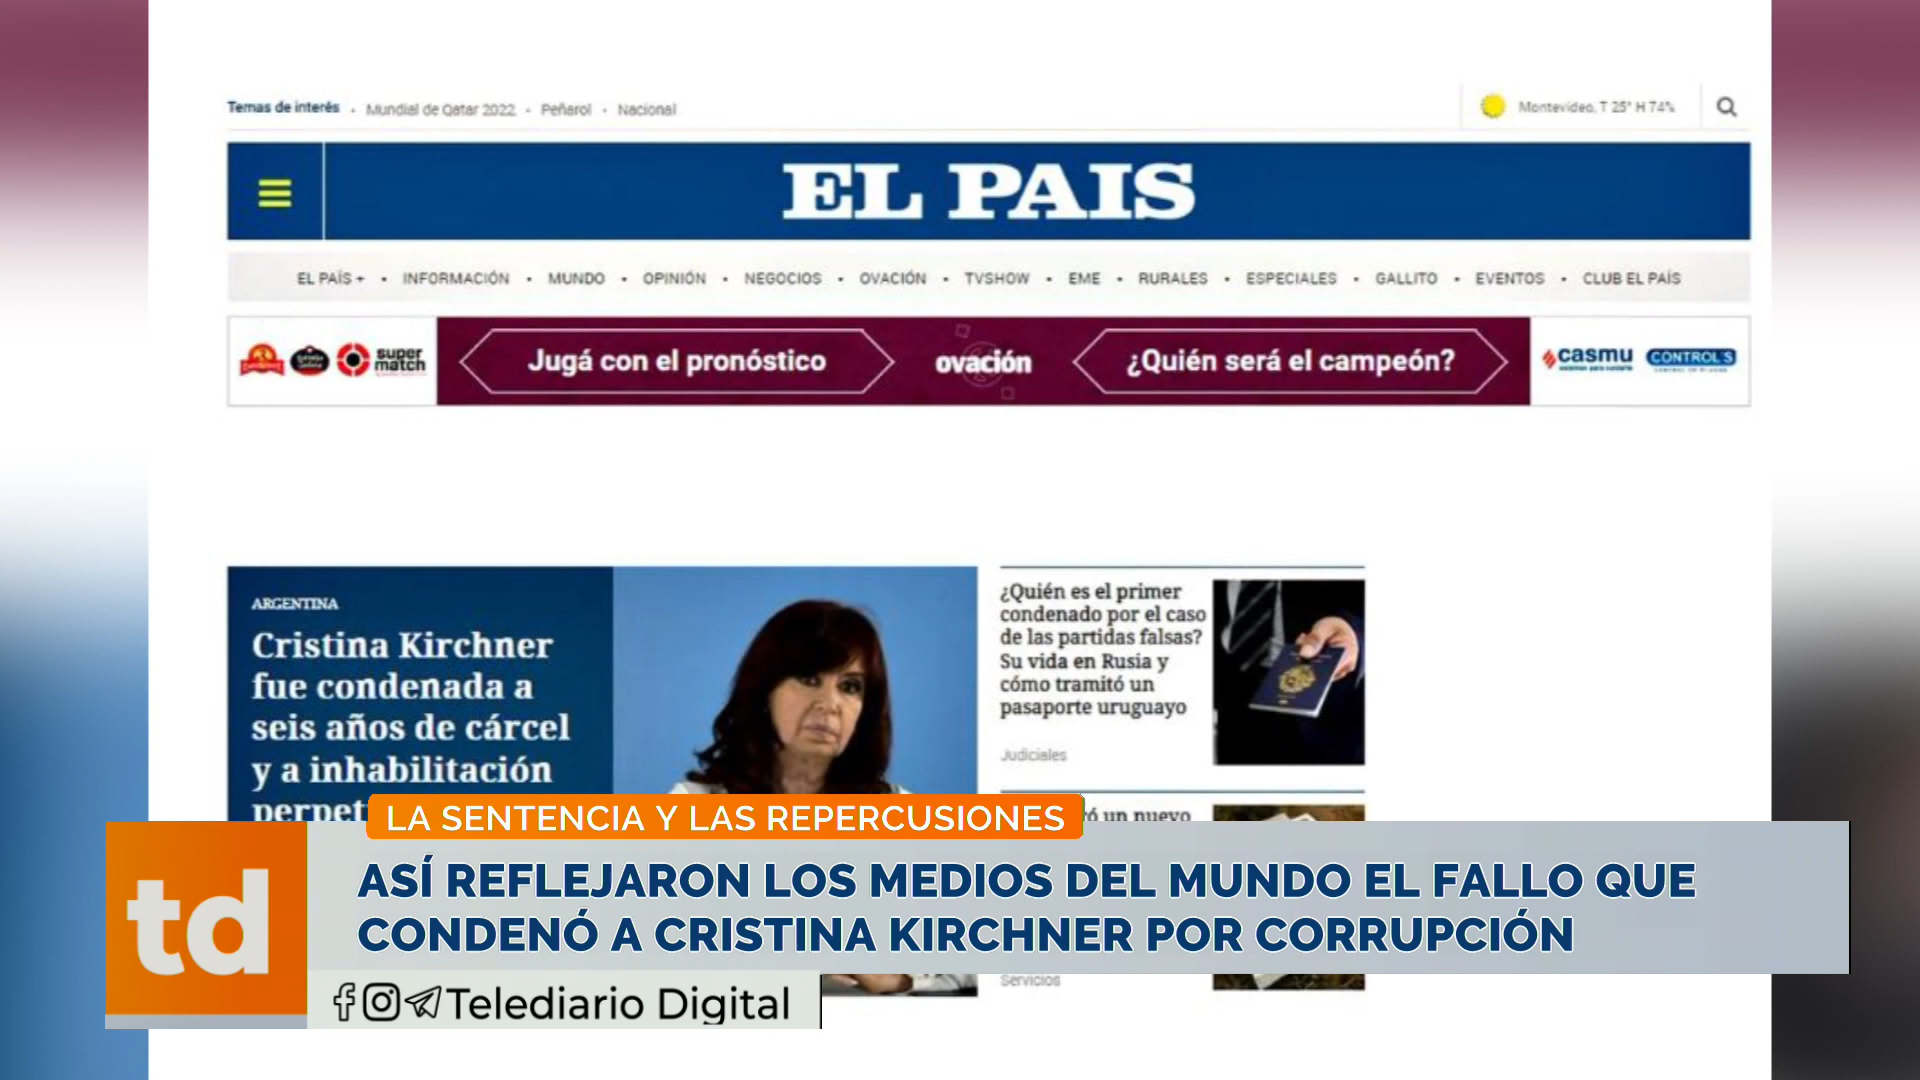 Temas de interés • Mundial de Qatar 2022 • Peñarol • Nacional
Montevideo, T 25° H 74%
EL PAIS
EL PAÍS + • INFORMACIÓN • MUNDO • OPINIÓN • NEGOCIOS • OVACIÓN • TVSHOW • EME • RURALES • ESPECIALES • GALLITO • EVENTOS • CLUB EL PAÍS
super
match
Jugá con el pronóstico
ovación
¿Quién será el campeón?
casmu
CONTROL'S
ARGENTINA
Cristina Kirchner
fue condenada a
seis años de cárcel
y a inhabilitación
¿Quién es el primer
condenado por el caso
de las partidas falsas?
Su vida en Rusia y
cómo tramitó un
pasaporte uruguayo
Judiciales
un nuevo
LA SENTENCIA Y LAS REPERCUSIONES
ASÍ REFLEJARON LOS MEDIOS DEL MUNDO EL FALLO QUE
CONDENÓ A CRISTINA KIRCHNER POR CORRUPCIÓN
td
Servicios
Telediario Digital